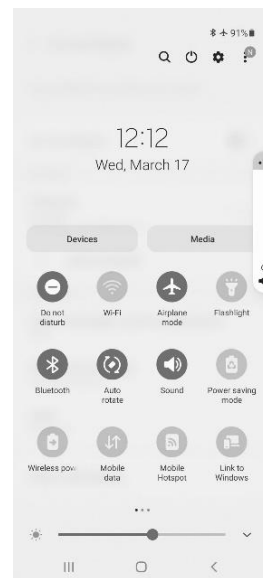 91%
N
12:12
Wed, March 17
Devices Media
Do not disturb Wi-Fi Airplane mode Flashlight
Bluetooth Auto rotate Sound Power saving mode
Wireless pow Mobile data Mobile Hotspot Link to Windows